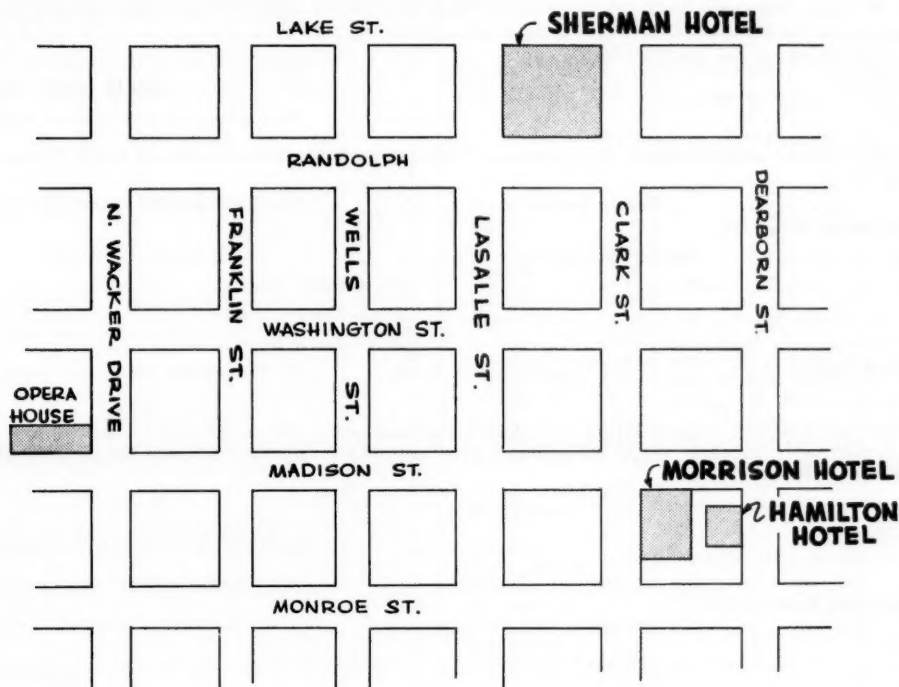 LAKE ST.
SHERMAN HOTEL
RANDOLPH
N. WACKER DRIVE
FRANKLIN ST.
WELLS ST.
LASALLE ST.
CLARK ST.
DEARBORN ST.
WASHINGTON ST.
OPERA
HOUSE
MADISON ST.
MORRISON HOTEL
HAMILTON
HOTEL
MONROE ST.